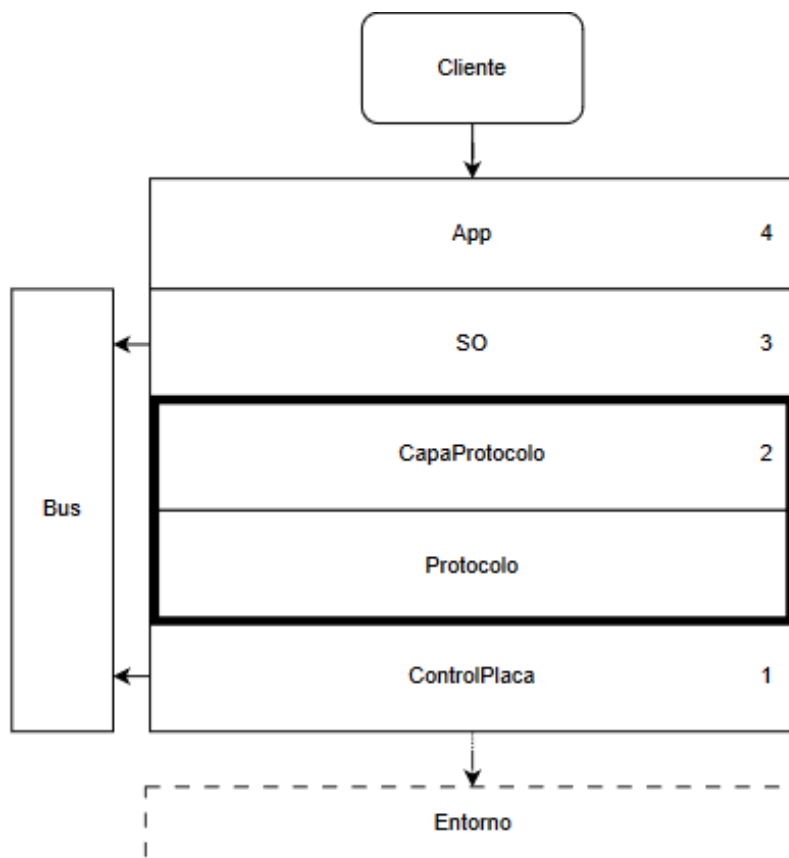 Cliente
App 4
SO 3
CapaProtocolo 2
Bus
Protocolo
ControlPlaca 1
Entorno